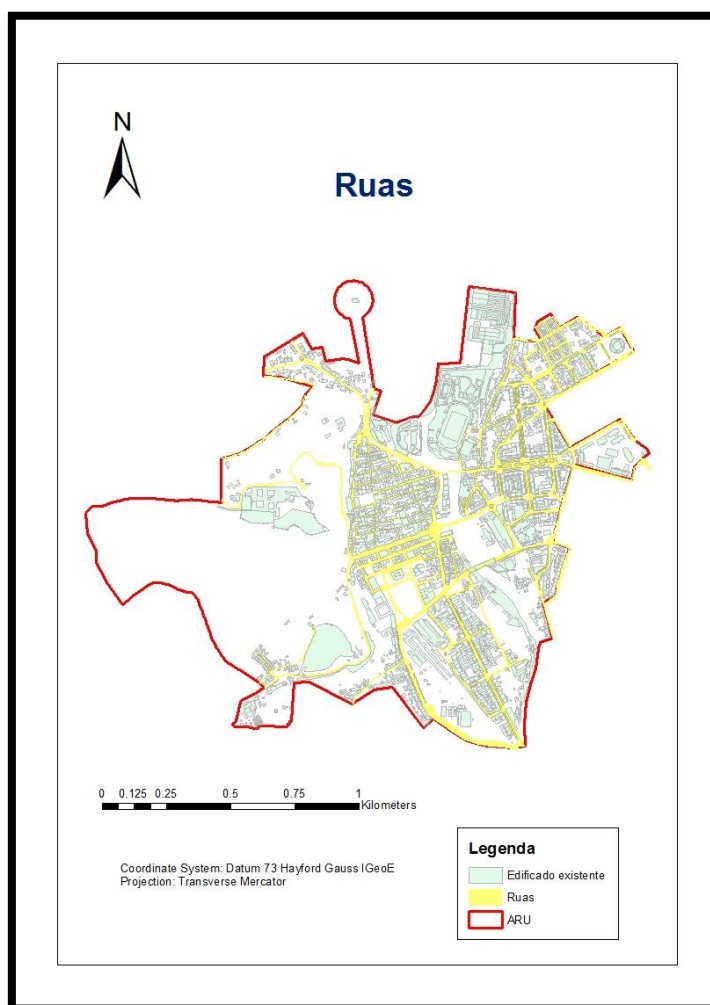 N
Ruas
0 0.125 0.25 0.5 0.75 1
Kilometers
Coordinate System: Datum 73 Hayford Gauss IGeoE
Projection: Transverse Mercator
Legenda
Edificado existente
Ruas
ARU